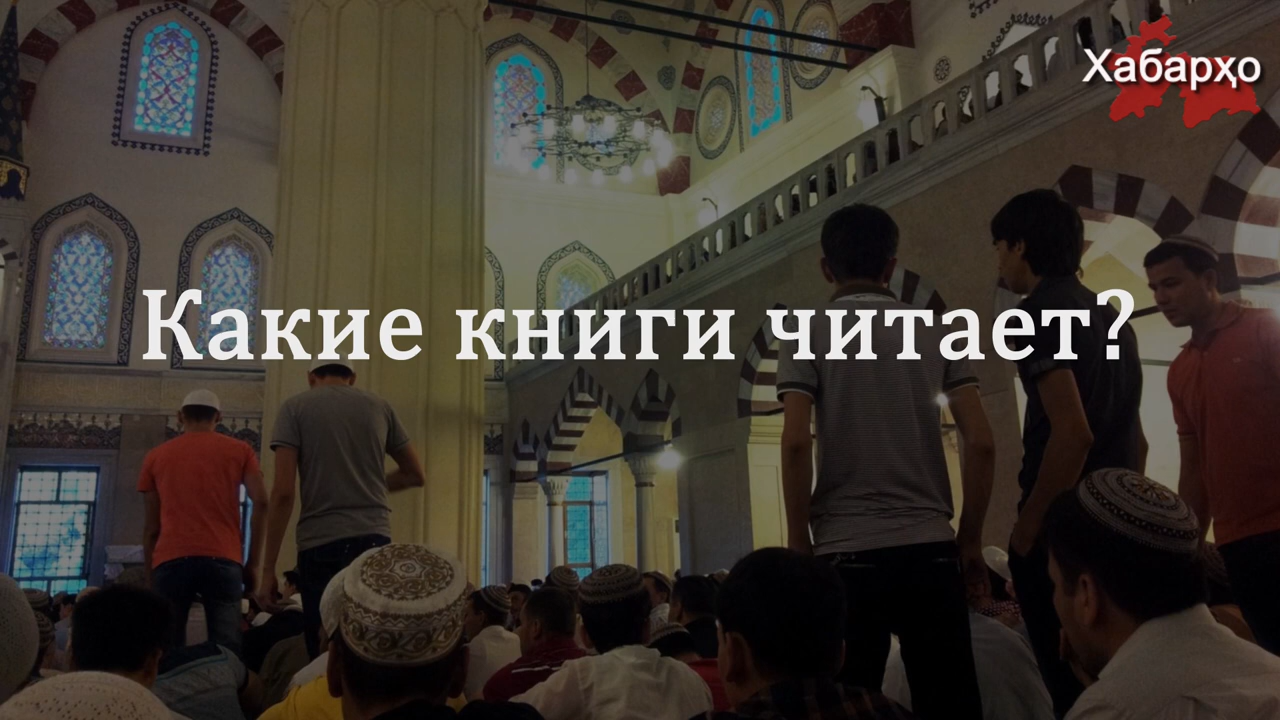 Хабарҳо
Какие книги читает?